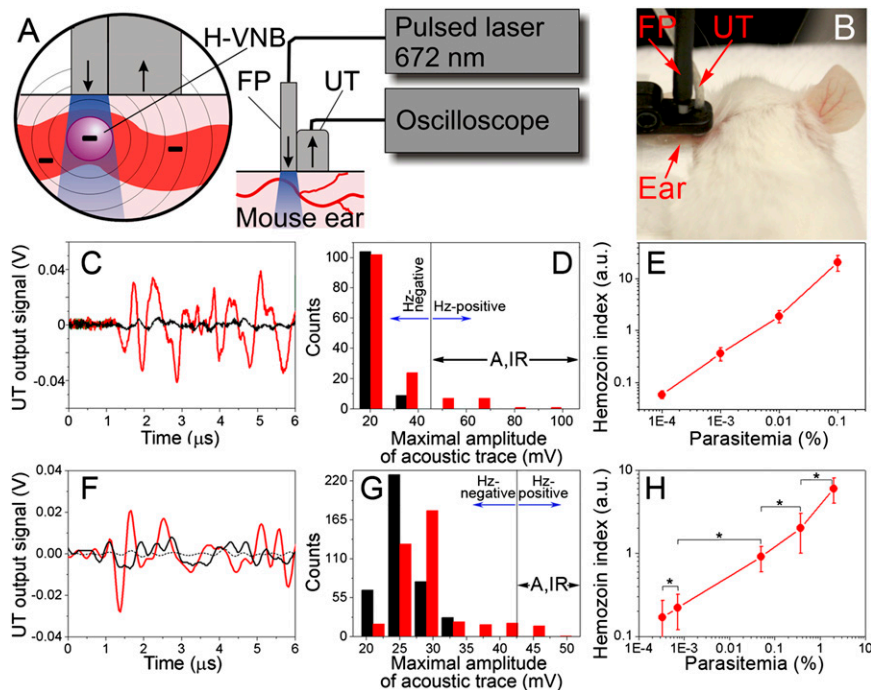 A
H-VNB
FP
UT
Pulsed laser
672 nm
Oscilloscope
Mouse ear
B
FP UT
Ear
C
UT output signal (V)
0.04
0
-0.04
0 1 2 3 4 5 6
Time (μs)
D
Counts
100
80
60
40
20
0
Hz-
negative
Hz-positive
A,IR
20 40 60 80 100
Maximal amplitude
of acoustic trace (mV)
E
Hemozoin index (a.u.)
10
1
0.1
1E-4 1E-3 0.01 0.1
Parasitemia (%)
F
UT output signal (V)
0.04
0.02
0.00
-0.02
-0.04
0 1 2 3 4 5 6
Time (μs)
G
Counts
220
165
110
55
0
Hz-
negative
Hz-
positive
A,IR
20 25 30 35 40 45 50
Maximal amplitude
of acoustic trace (mV)
H
Hemozoin index (a.u.)
10
1
0.1
* * * *
1E-4 1E-3 0.01 0.1 1 10
Parasitemia (%)